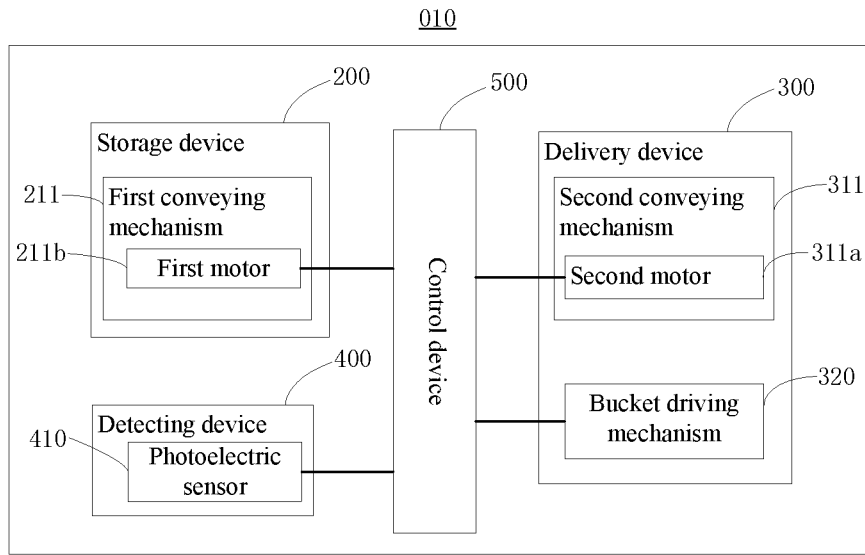 010
200
500
300
Storage device
Delivery device
211
First conveying
mechanism
Second conveying
mechanism
311
211b
First motor
Second motor
311a
Control device
400
320
Detecting device
Bucket driving
mechanism
410
Photoelectric
sensor